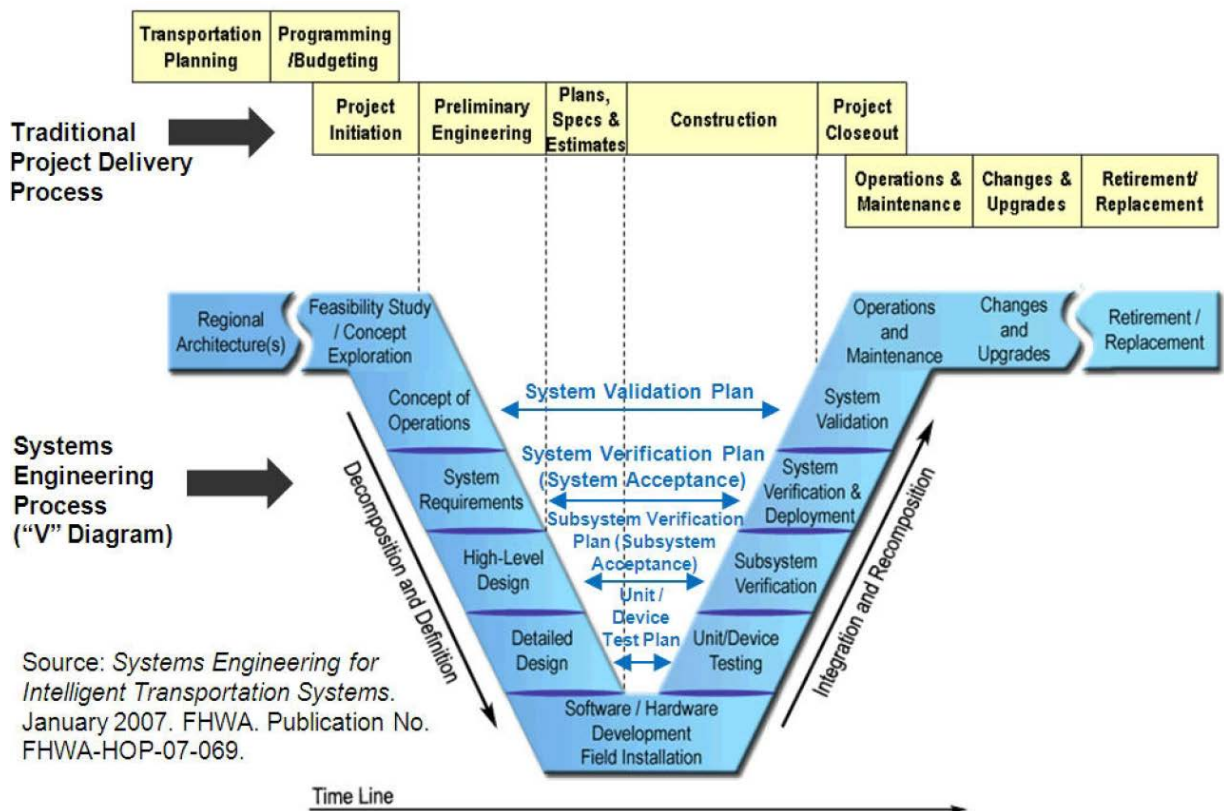 Transportation
Planning
Programming
/Budgeting
Project
Initiation
Preliminary
Engineering
Plans,
Specs &
Estimates
Construction
Project
Closeout
Operations &
Maintenance
Changes &
Upgrades
Retirement/
Replacement
Traditional
Project Delivery
Process
Regional
Architecture(s)
Feasibility Study
/ Concept
Exploration
Operations
and
Maintenance
Changes
and
Upgrades
Retirement /
Replacement
Concept of
Operations
System Validation Plan
System
Validation
Systems
Engineering
Process
(“V” Diagram)
Decomposition and Definition
System
Requirements
System Verification Plan
(System Acceptance)
System
Verification &
Deployment
Integration and Recomposition
High-Level
Design
Subsystem Verification
Plan (Subsystem
Acceptance)
Subsystem
Verification
Detailed
Design
Unit /
Device
Test Plan
Unit/Device
Testing
Software / Hardware
Development
Field Installation
Source: Systems Engineering for
Intelligent Transportation Systems.
January 2007. FHWA. Publication No.
FHWA-HOP-07-069.
Time Line